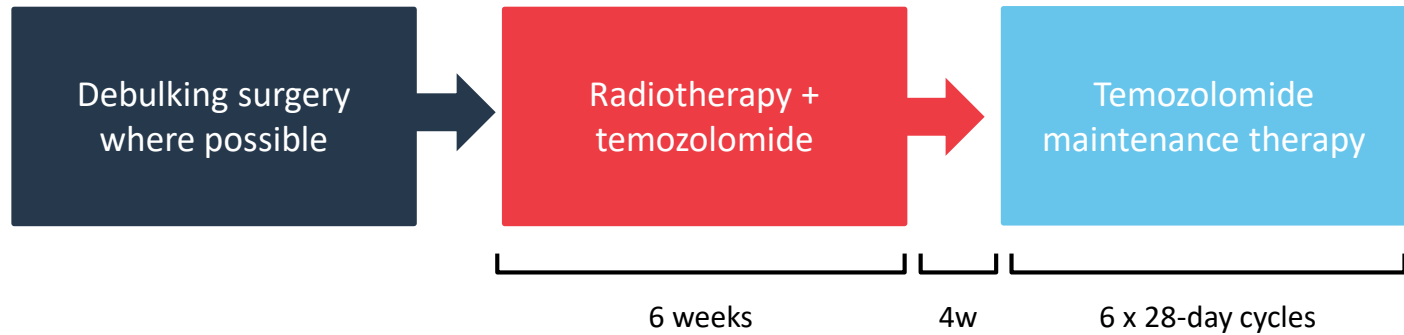 Debulking surgery
where possible
Radiotherapy +
temozolomide
Temozolomide
maintenance therapy
6 weeks
4w
6 x 28-day cycles